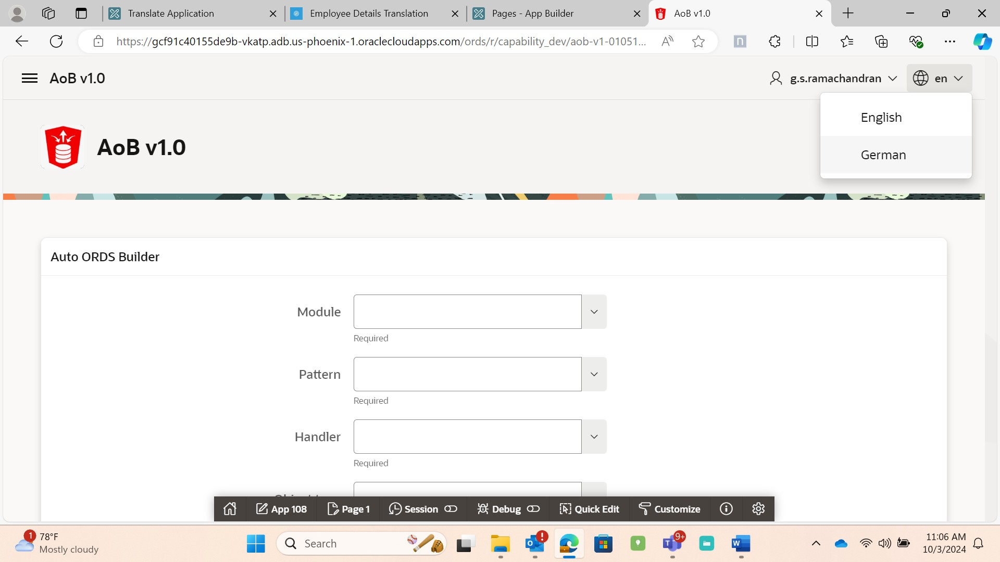 Translate Application
Employee Details Translation
Pages - App Builder
AoB v1.0
https://gcf91c40155de9b-vkatp.adb.us-phoenix-1.oraclecloudapps.com/ords/r/capability_dev/aob-v1-01051...
AoB v1.0
g.s.ramachandran
en
English
German
AoB v1.0
Auto ORDS Builder
Module
Required
Pattern
Required
Handler
Required
App 108
Page 1
Session
Debug
Quick Edit
Customize
1
78°F
Mostly cloudy
Search
9+
11:06 AM
10/3/2024